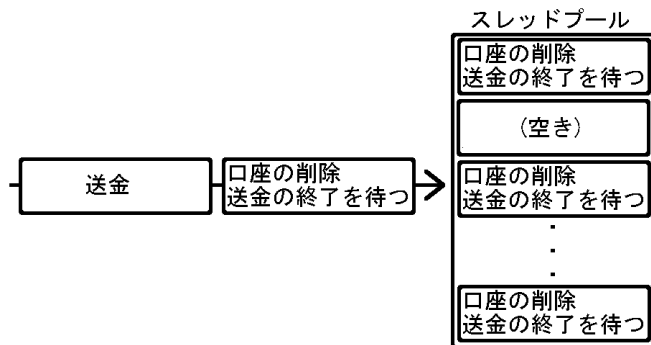 スレッドプール
口座の削除
送金の終了を待つ
(空き)
送金
口座の削除
送金の終了を待つ
口座の削除
送金の終了を待つ
口座の削除
送金の終了を待つ